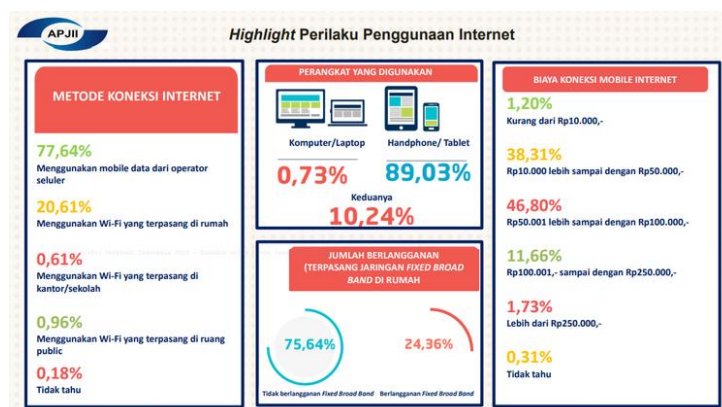 APJII
Highlight Perilaku Penggunaan Internet
METODE KONEKSI INTERNET
77,64%
Menggunakan mobile data dari operator
seluler
20,61%
Menggunakan Wi-Fi yang terpasang di rumah
0,61%
Menggunakan Wi-Fi yang terpasang di
kantor/sekolah
0,96%
Menggunakan Wi-Fi yang terpasang di ruang
public
0,18%
Tidak tahu
PERANGKAT YANG DIGUNAKAN
Komputer/Laptop
Handphone/ Tablet
0,73%
89,03%
Keduanya
10,24%
JUMLAH BERLANGGANAN
(TERPASANG JARINGAN FIXED BROAD
BAND DI RUMAH
75,64%
24,36%
Tidak berlangganan Fixed Broad Band
Berlangganan Fixed Broad Band
BIAYA KONEKSI MOBILE INTERNET
1,20%
Kurang dari Rp10.000,-
38,31%
Rp10.000 lebih sampai dengan Rp50.000,-
46,80%
Rp50.001 lebih sampai dengan Rp100.000,-
11,66%
Rp100.001,- sampai dengan Rp250.000,-
1,73%
Lebih dari Rp250.000,-
0,31%
Tidak tahu